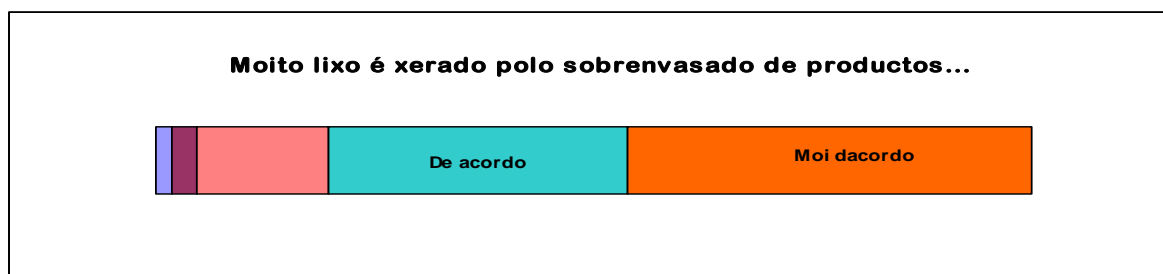 Moito lixo é xerado polo sobrenvasado de productos...
De acordo
Moi dacordo